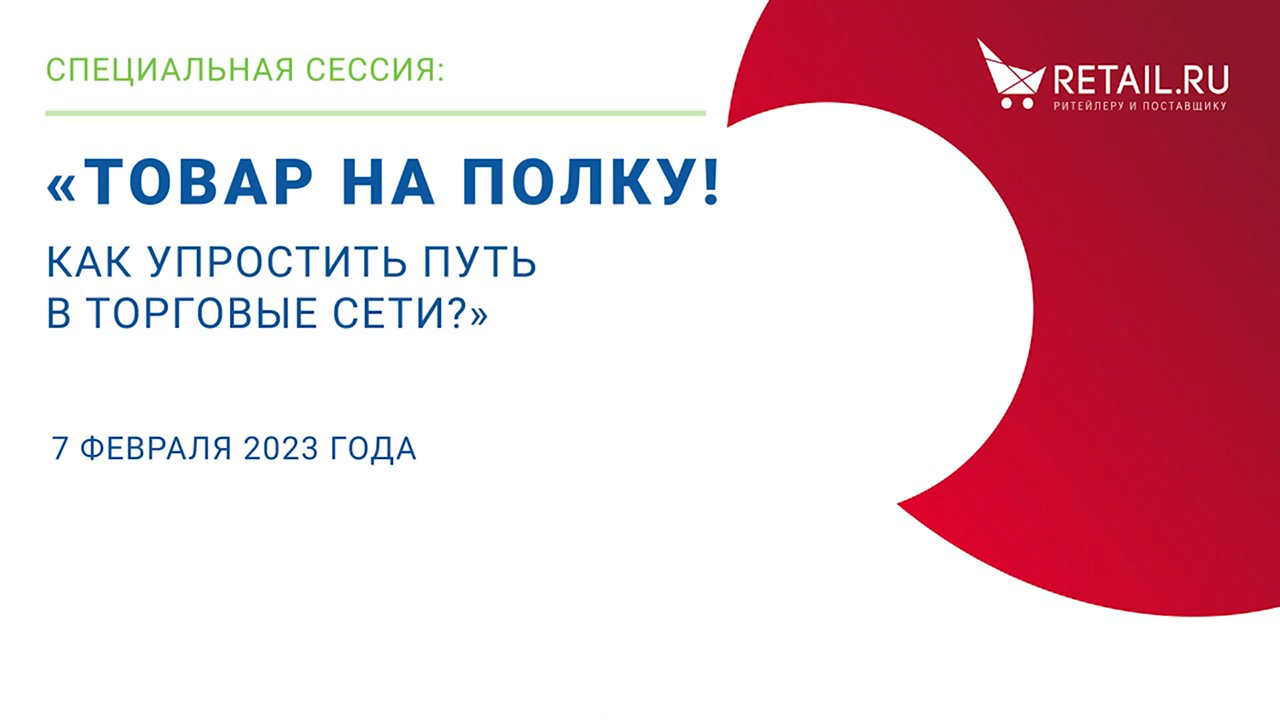 СПЕЦИАЛЬНАЯ СЕССИЯ:
RETAIL.RU
РИТЕЙЛЕРУ И ПОСТАВЩИКУ
«ТОВАР НА ПОЛКУ!
КАК УПРОСТИТЬ ПУТЬ
В ТОРГОВЫЕ СЕТИ?»
7 ФЕВРАЛЯ 2023 ГОДА